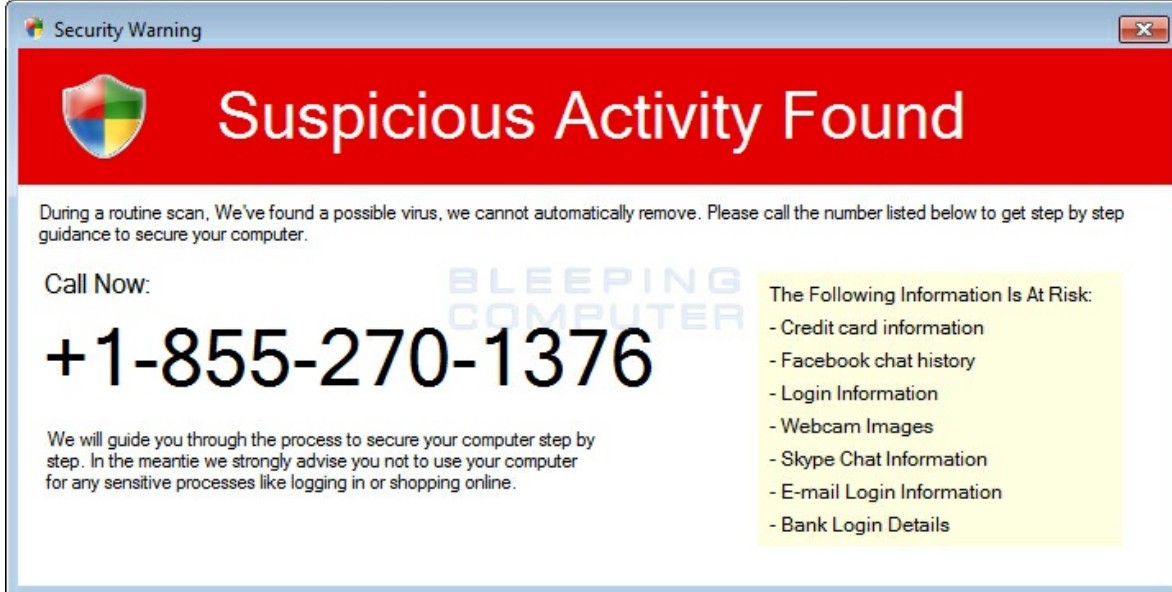 Security Warning
Suspicious Activity Found
During a routine scan, We've found a possible virus, we cannot automatically remove. Please call the number listed below to get step by step
guidance to secure your computer.
Call Now:
+1-855-270-1376
We will guide you through the process to secure your computer step by
step. In the meantie we strongly advise you not to use your computer
for any sensitive processes like logging in or shopping online.
BLEEPING
COMPUTER
The Following Information Is At Risk:
- Credit card information
- Facebook chat history
- Login Information
- Webcam Images
- Skype Chat Information
- E-mail Login Information
- Bank Login Details